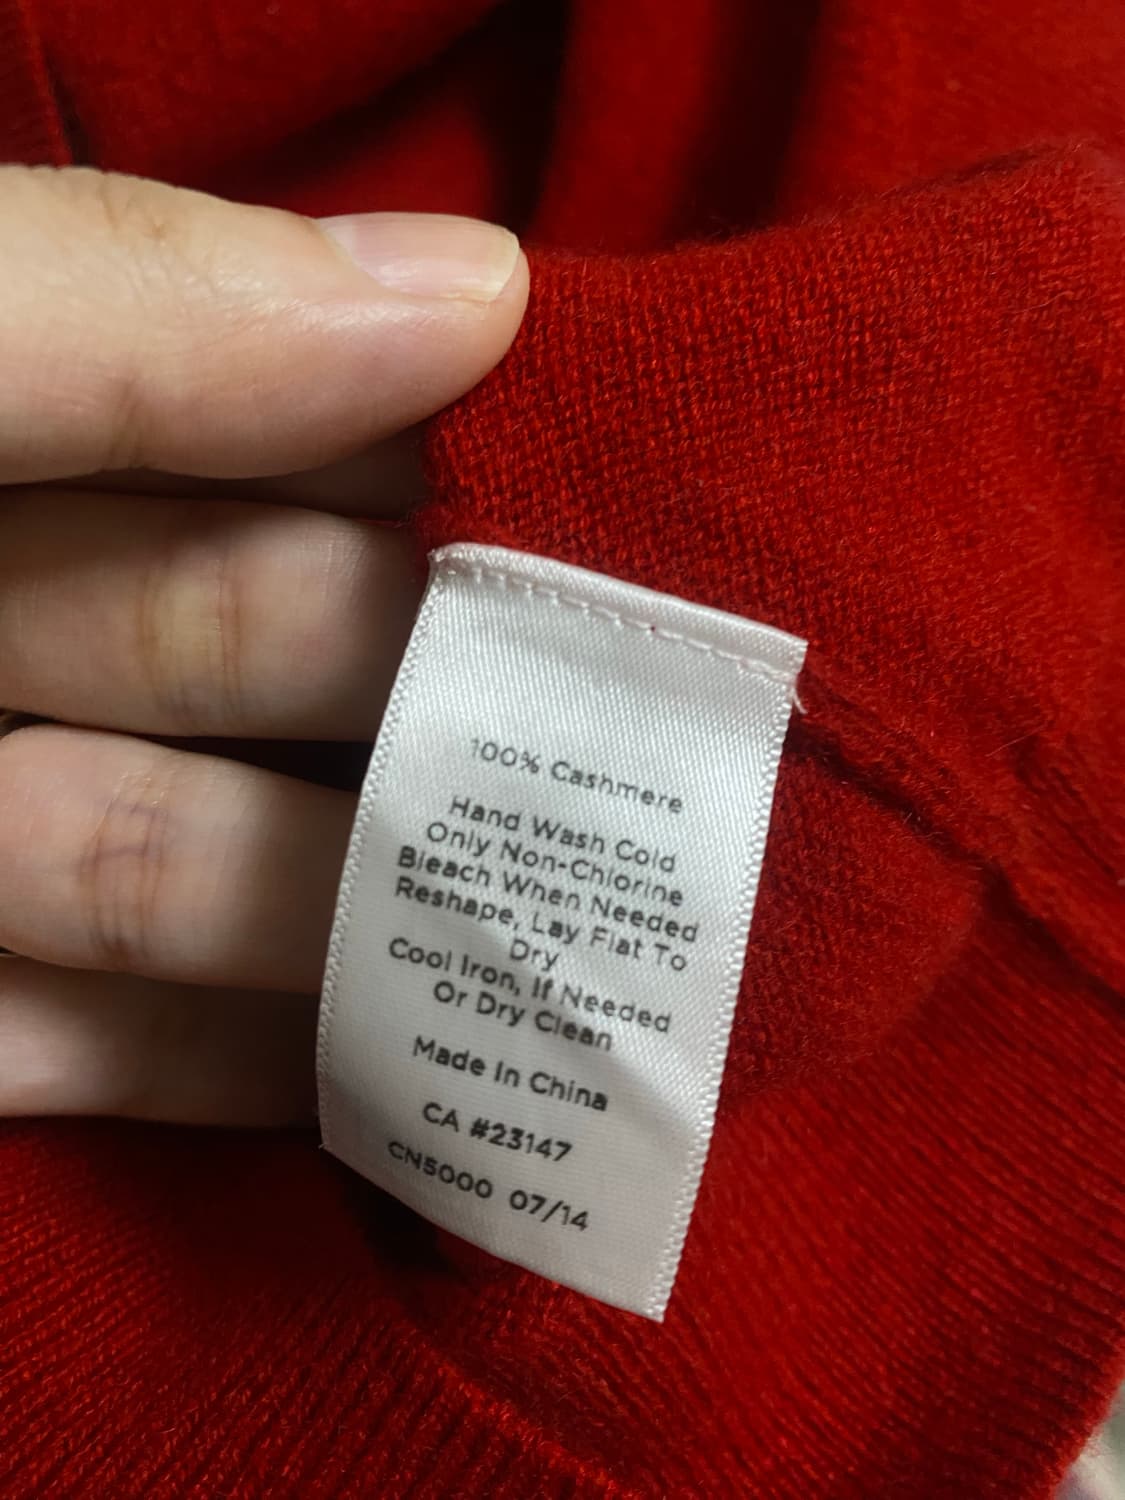 100% Cashmere
Hand Wash Cold
Only Non-Chlorine
Bleach When Needed
Reshape, Lay Flat To
Dry
Cool Iron, If Needed
Or Dry Clean
Made In China
CA #23147
CN5000 07/14